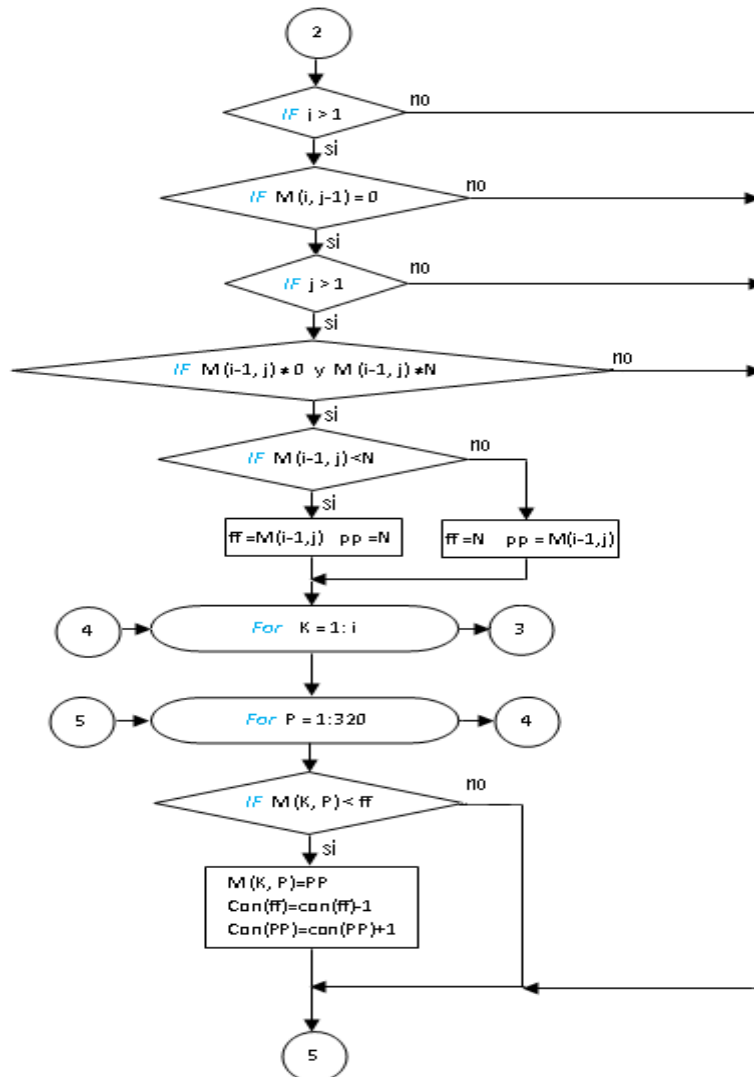 2
IF i > 1
no
si
IF M(i, j-1) = 0
no
si
IF j > 1
no
si
IF M(i-1, j) ≠ 0 y M(i-1, j) ≠N
no
si
IF M(i-1, j) <N
no
si
ff =M(i-1,j) pp =N
ff =N pp = M(i-1,j)
4
For K = 1: i
3
5
For P = 1:320
4
IF M(K, P) < ff
no
si
M(K, P)=PP
Con(ff)=con(ff)-1
Con(PP)=con(PP)+1
5